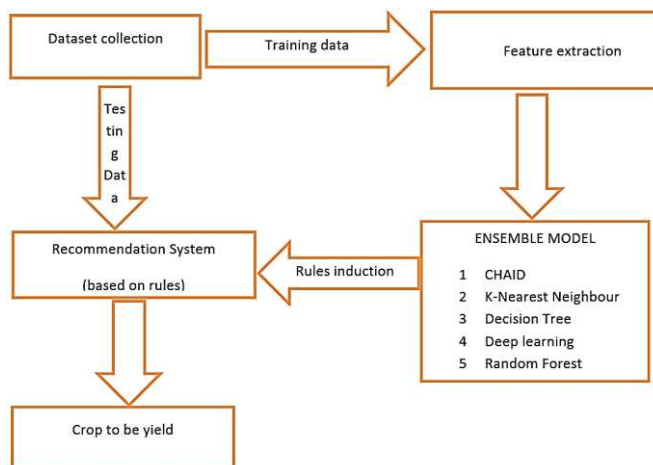 Dataset collection
Training data
Feature extraction
Tes
tin
g
Dat
a
Recommendation System
(based on rules)
Rules induction
ENSEMBLE MODEL
1 CHAID
2 K-Nearest Neighbour
3 Decision Tree
4 Deep learning
5 Random Forest
Crop to be yield